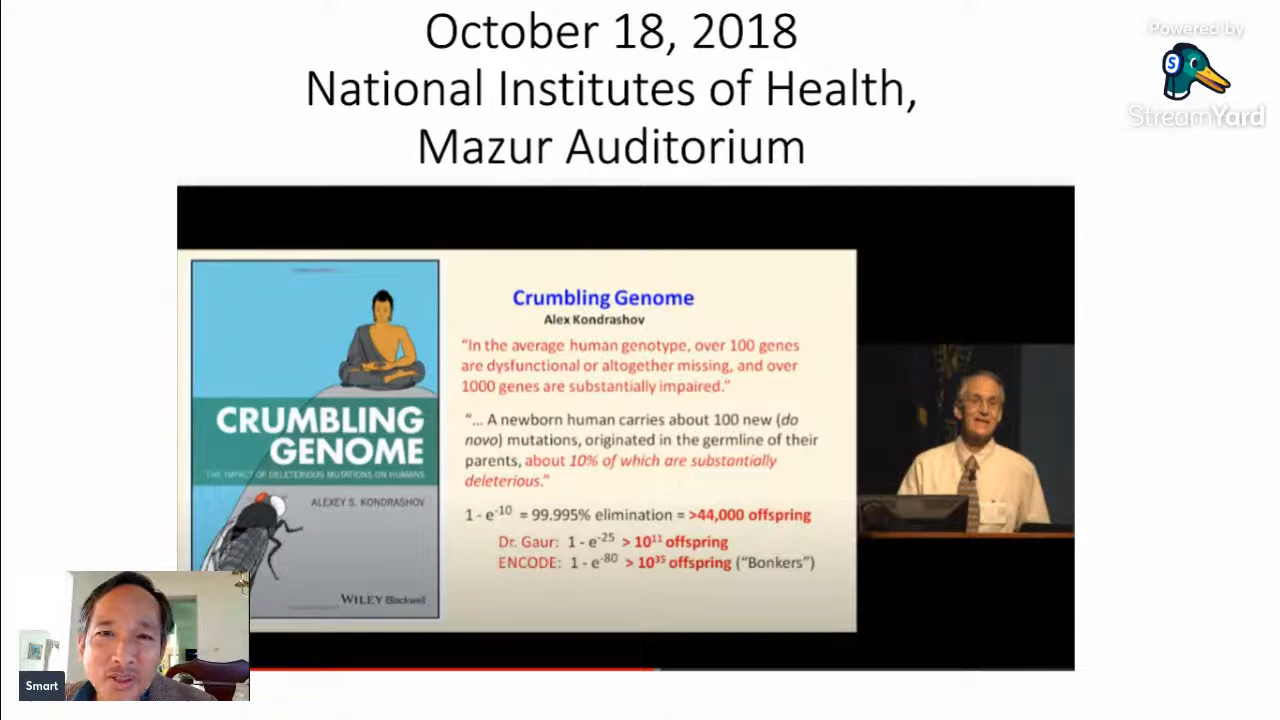 October 18, 2018
National Institutes of Health,
Mazur Auditorium
Powered by
S
StreamYard
CRUMBLING
GENOME
THE IMPACT OF DELETERIOUS MUTATIONS ON HUMANS
ALEXEY S. KONDRASHOV
WILEY Blackwell
Crumbling Genome
Alex Kondrashov
“In the average human genotype, over 100 genes
are dysfunctional or altogether missing, and over
1000 genes are substantially impaired.”
“... A newborn human carries about 100 new (do
novo) mutations, originated in the germline of their
parents, about 10% of which are substantially
deleterious.”
1 - e⁻¹⁰ = 99.995% elimination = >44,000 offspring
Dr. Gaur: 1 - e⁻²⁵ > 10¹¹ offspring
ENCODE: 1 - e⁻⁸⁰ > 10³⁵ offspring (“Bonkers”)
Smart